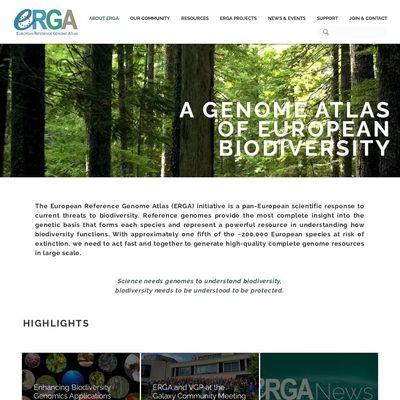 ERGA
EUROPEAN REFERENCE GENOME ATLAS
ABOUT ERGA
OUR COMMUNITY
RESOURCES
ERGA PROJECTS
NEWS & EVENTS
SUPPORT
JOIN & CONTACT
A GENOME ATLAS
OF EUROPEAN
BIODIVERSITY
The European Reference Genome Atlas (ERGA) initiative is a pan-European scientific response to
current threats to biodiversity. Reference genomes provide the most complete insight into the
genetic basis that forms each species and represent a powerful resource in understanding how
biodiversity functions. With approximately one fifth of the ~200,000 European species at risk of
extinction, we need to act fast and together to generate high-quality complete genome resources
in large scale.
Science needs genomes to understand biodiversity,
biodiversity needs to be understood to be protected.
HIGHLIGHTS
Enhancing Biodiversity
Genomics Applications
ERGA and VGP at the
Galaxy Community Meeting
ERGA News